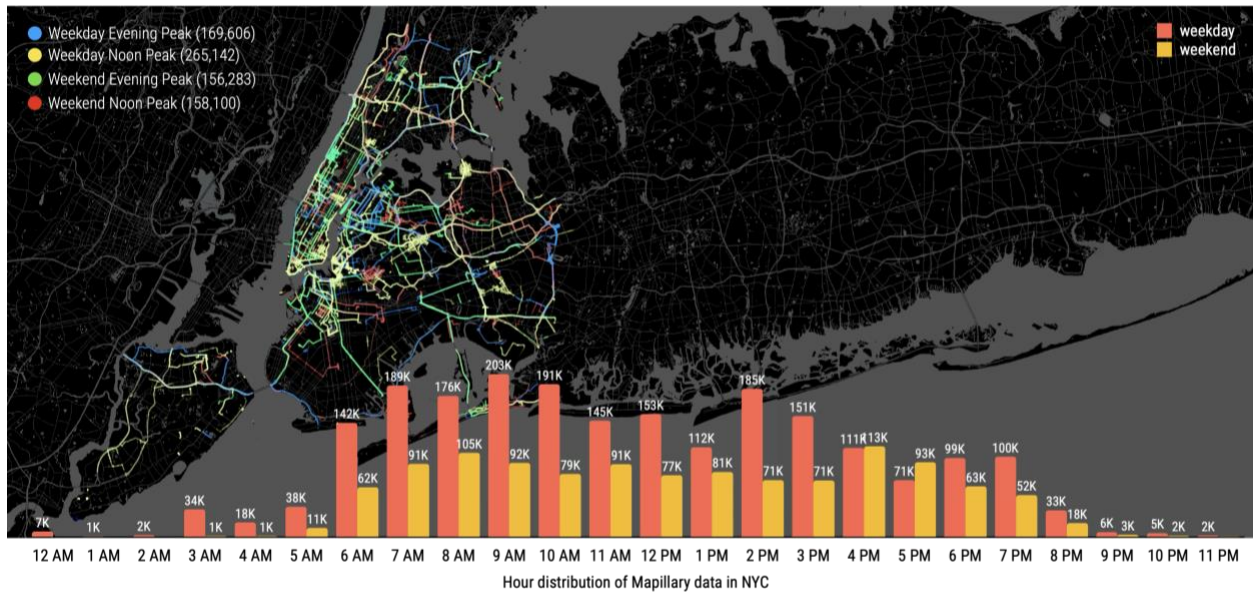 Weekday Evening Peak (169,606)
Weekday Noon Peak (265,142)
Weekend Evening Peak (156,283)
Weekend Noon Peak (158,100)
weekday
weekend
7K
1K
2K
34K
1K
18K
1K
38K
11K
142K
62K
189K
91K
176K
105K
203K
92K
191K
79K
145K
91K
153K
77K
112K
81K
185K
71K
151K
71K
111K
113K
71K
93K
99K
63K
100K
52K
33K
18K
6K
3K
5K
2K
2K
12 AM 1 AM 2 AM 3 AM 4 AM 5 AM 6 AM 7 AM 8 AM 9 AM 10 AM 11 AM 12 PM 1 PM 2 PM 3 PM 4 PM 5 PM 6 PM 7 PM 8 PM 9 PM 10 PM 11 PM
Hour distribution of Mapillary data in NYC